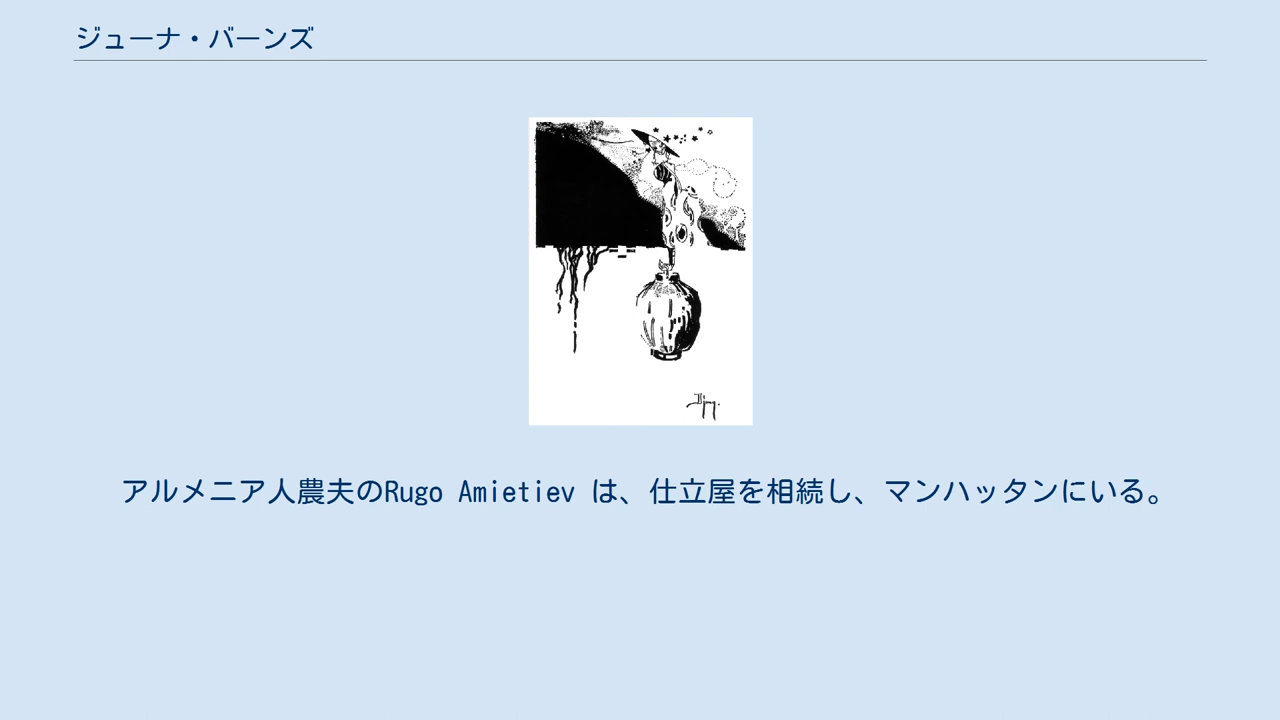 ジューナ・バーンズ
Djuna.
アルメニア人農夫のRugo Amietiev は、仕立屋を相続し、マンハッタンにいる。